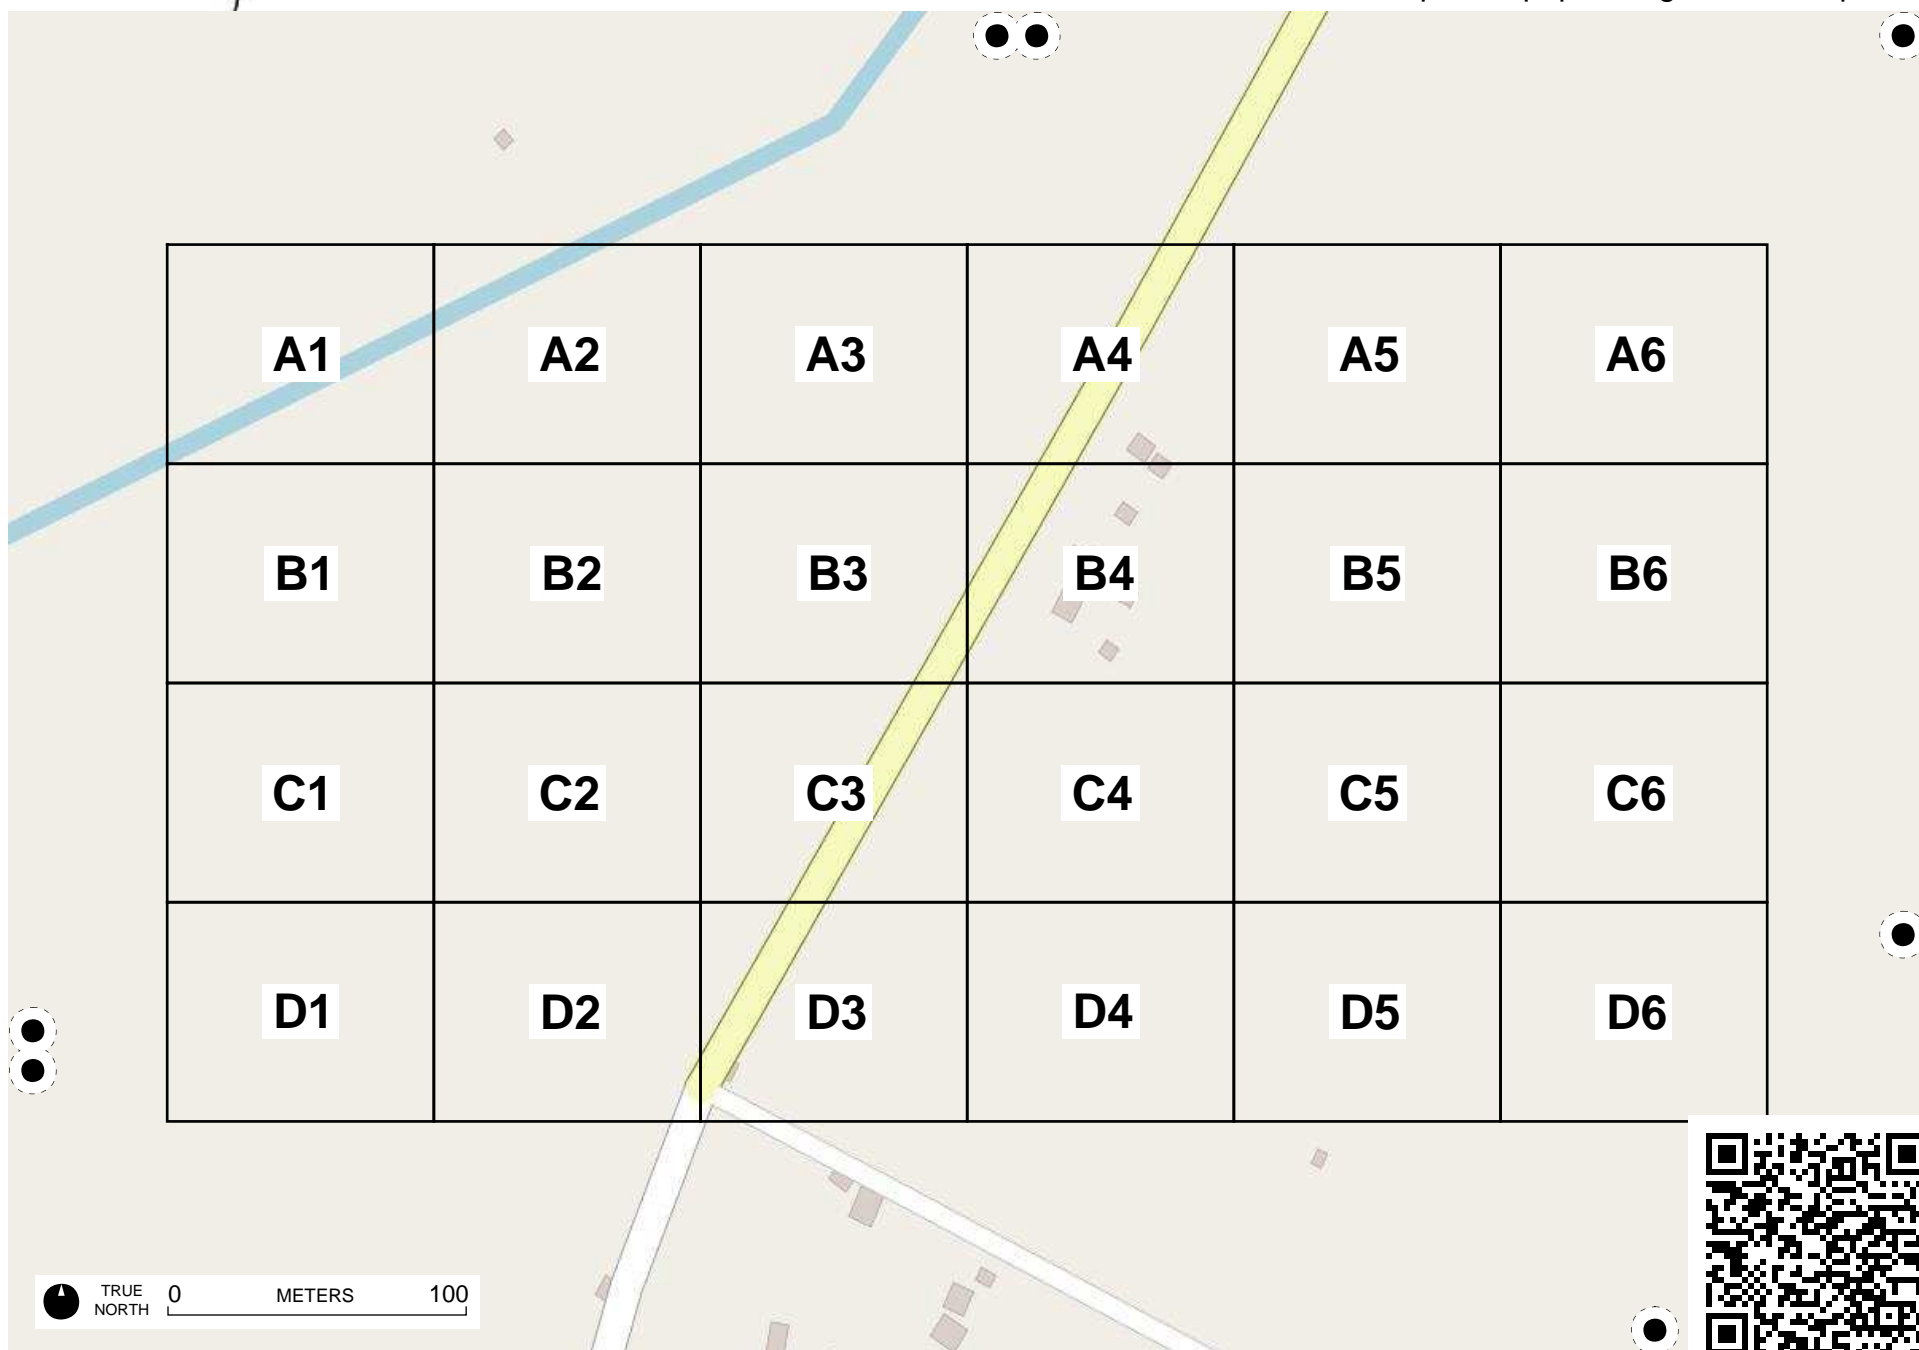 A1 A2 A3 A4 A5 A6
B1 B2 B3 B4 B5 B6
C1 C2 C3 C4 C5 C6
D1 D2 D3 D4 D5 D6
TRUE NORTH
0 METERS 100